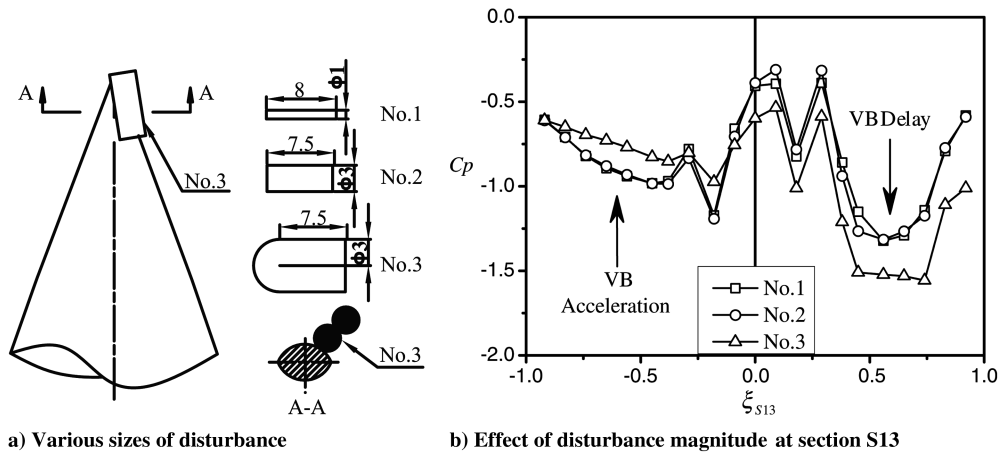 A
A
No.3
8
ϕ1
No.1
7.5
ϕ3
No.2
7.5
ϕ3
No.3
No.3
A-A
a) Various sizes of disturbance
0.0
-0.5
-1.0
-1.5
-2.0
Cp
VB Delay
VB
Acceleration
No.1
No.2
No.3
-1.0
-0.5
0.0
0.5
1.0
ξS13
b) Effect of disturbance magnitude at section S13